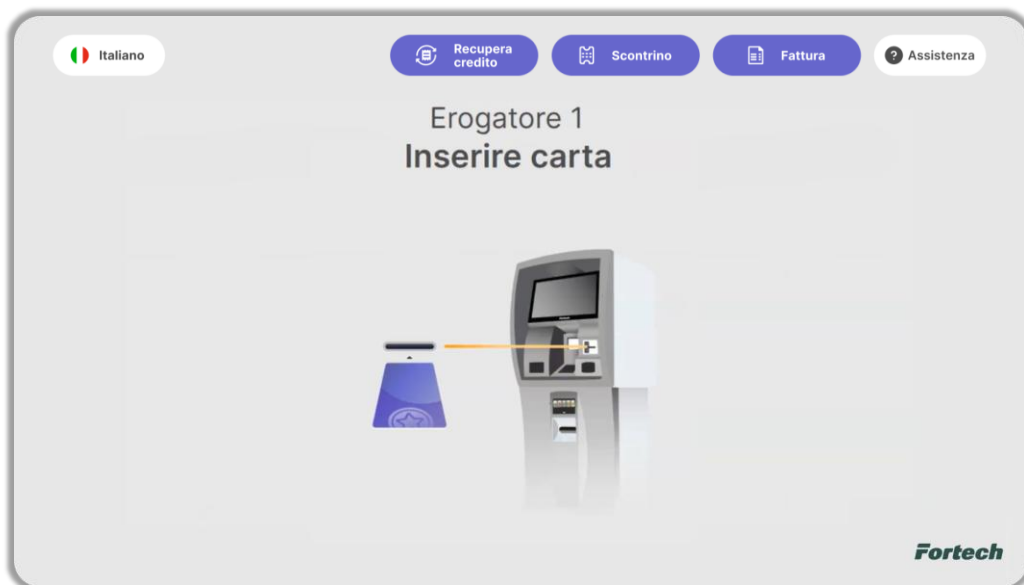 Italiano
Recupera
credito
Scontrino
Fattura
? Assistenza
Erogatore 1
Inserire carta
Fortech